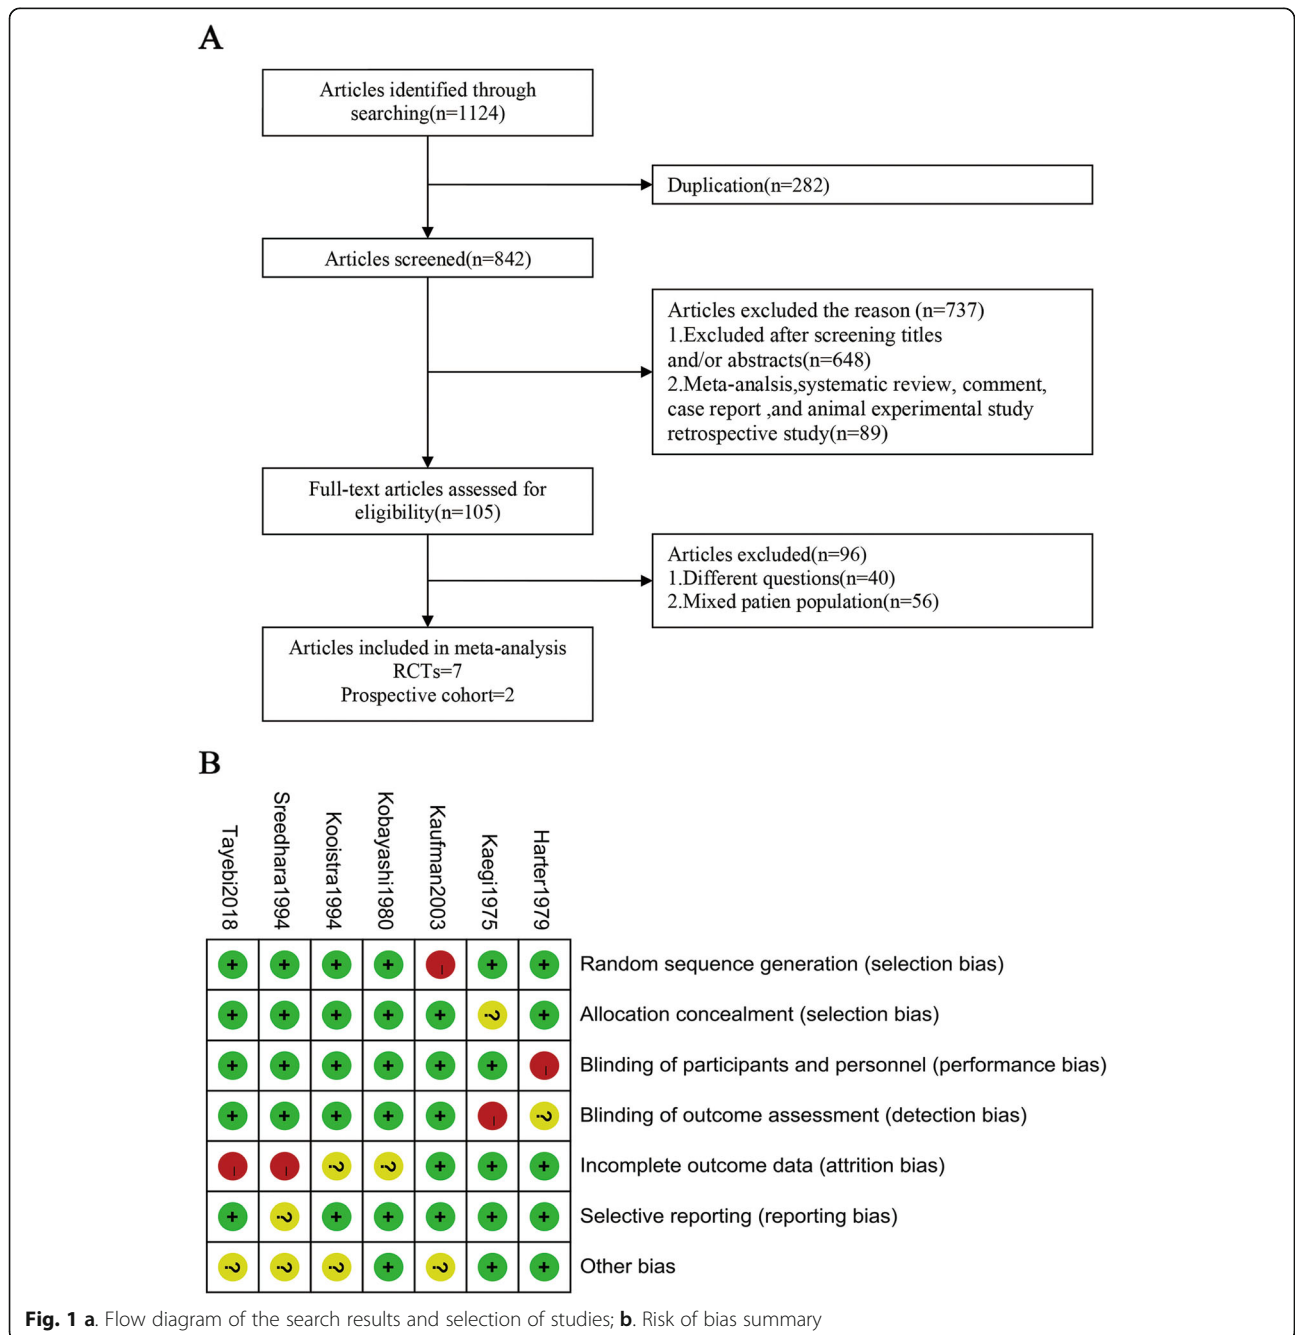 A
Articles identified through
searching(n=1124)
Duplication(n=282)
Articles screened(n=842)
Articles excluded the reason (n=737)
1.Excluded after screening titles
and/or abstracts(n=648)
2.Meta-analsis,systematic review, comment,
case report ,and animal experimental study
retrospective study(n=89)
Full-text articles assessed for
eligibility(n=105)
Articles excluded(n=96)
1.Different questions(n=40)
2.Mixed patien population(n=56)
Articles included in meta-analysis
RCTs=7
Prospective cohort=2
B
Tayebi2018
Sreedhara1994
Kooistra1994
Kobayashi1980
Kaufman2003
Kaegi1975
Harter1979
+ + + + – + + Random sequence generation (selection bias)
+ + + + + ? + Allocation concealment (selection bias)
+ + + + + + – Blinding of participants and personnel (performance bias)
+ + + + + – ? Blinding of outcome assessment (detection bias)
– – ? ? + + + Incomplete outcome data (attrition bias)
+ ? + + + + + Selective reporting (reporting bias)
? ? ? + ? + + Other bias
Fig. 1 a. Flow diagram of the search results and selection of studies; b. Risk of bias summary